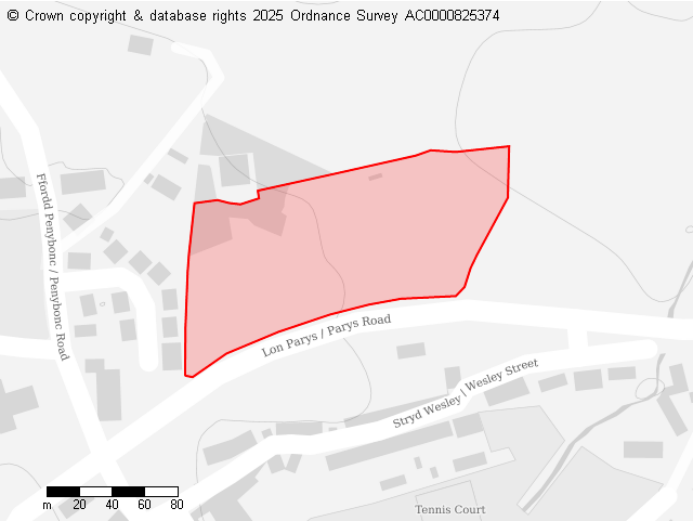 © Crown copyright & database rights 2025 Ordnance Survey AC0000825374
Ffordd Penybonc / Penybonc Road
Lon Parys / Parys Road
Stryd Wesley | Wesley Street
Tennis Court
m 20 40 60 80